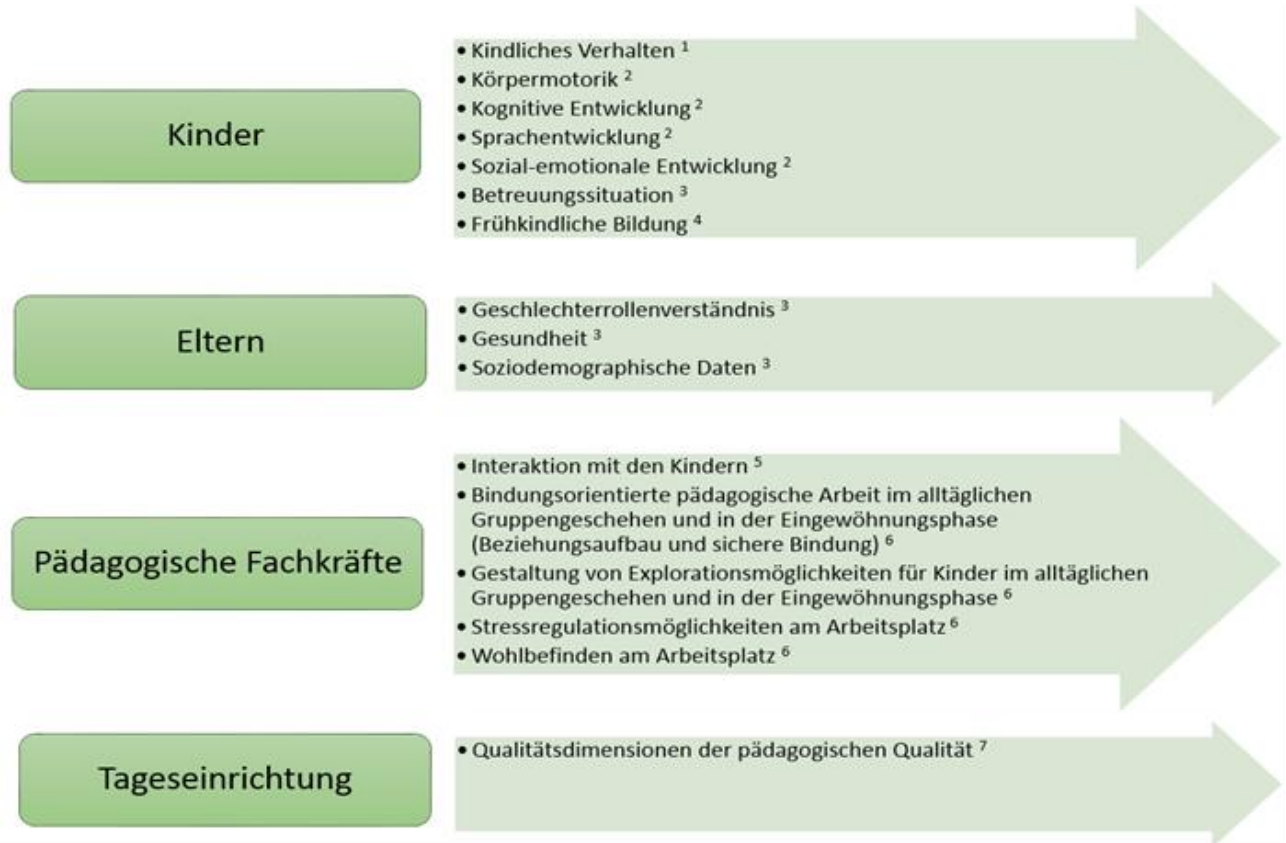 Kinder
• Kindliches Verhalten ¹
• Körpermotorik ²
• Kognitive Entwicklung ²
• Sprachentwicklung ²
• Sozial-emotionale Entwicklung ²
• Betreuungssituation ³
• Frühkindliche Bildung ⁴
Eltern
• Geschlechterrollenverständnis ³
• Gesundheit ³
• Soziodemographische Daten ³
Pädagogische Fachkräfte
• Interaktion mit den Kindern ⁵
• Bindungsorientierte pädagogische Arbeit im alltäglichen
Gruppengeschehen und in der Eingewöhnungsphase
(Beziehungsaufbau und sichere Bindung) ⁶
• Gestaltung von Explorationsmöglichkeiten für Kinder im alltäglichen
Gruppengeschehen und in der Eingewöhnungsphase ⁶
• Stressregulationsmöglichkeiten am Arbeitsplatz ⁶
• Wohlbefinden am Arbeitsplatz ⁶
Tageseinrichtung
• Qualitätsdimensionen der pädagogischen Qualität ⁷